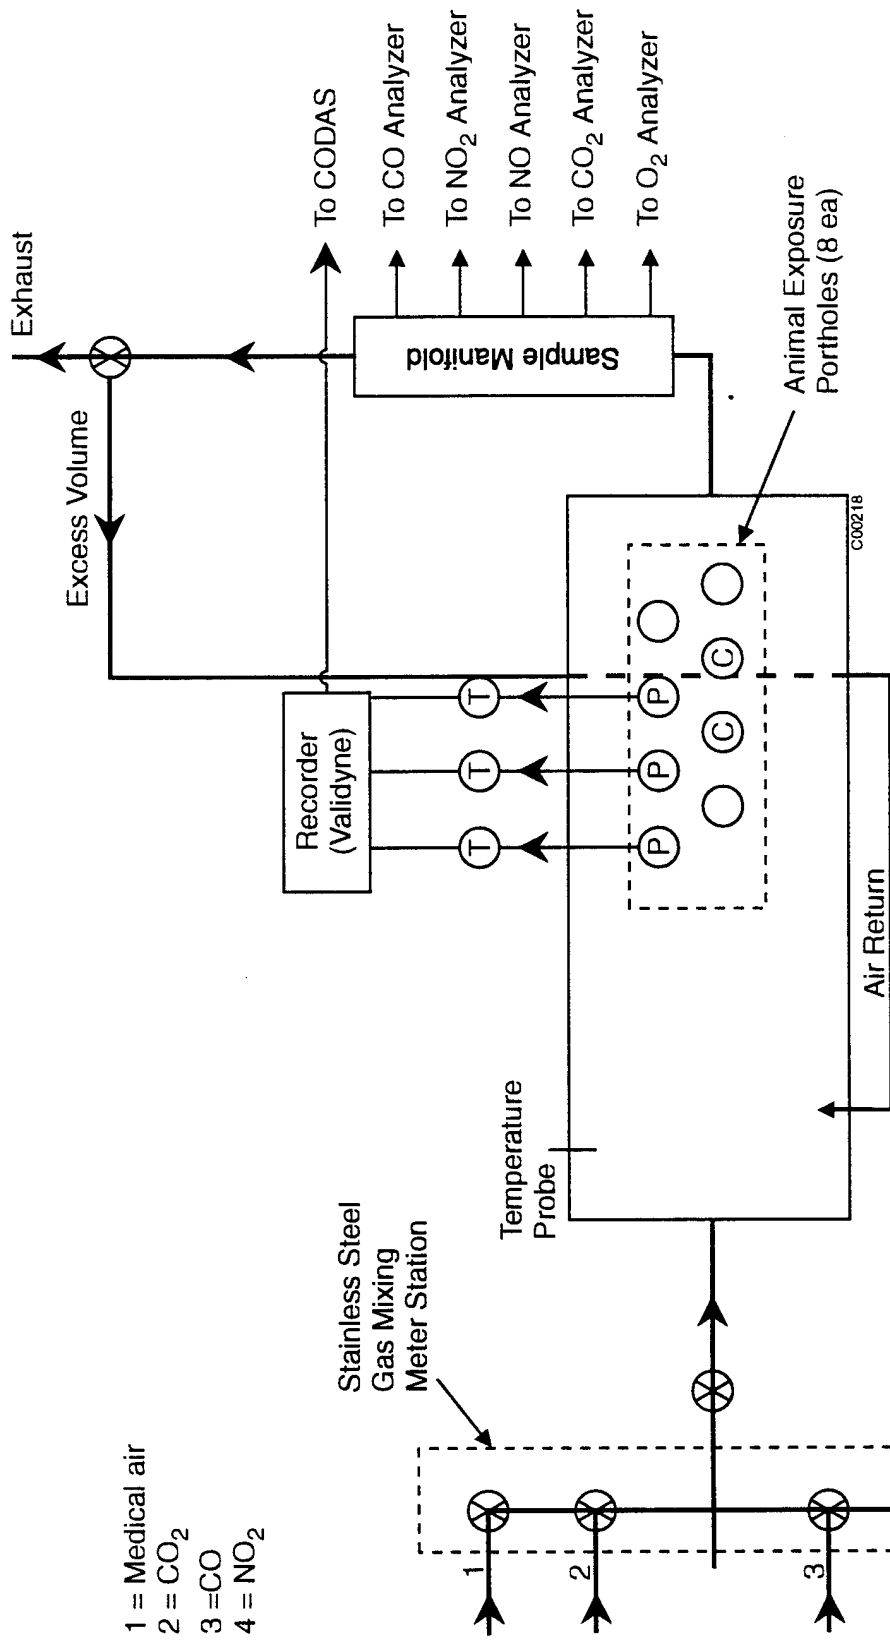 Exhaust
Excess Volume
To CODAS
To CO Analyzer
To NO2 Analyzer
To NO Analyzer
To CO2 Analyzer
To O2 Analyzer
Sample Manifold
Recorder
(Validyne)
T
T
T
P
P
P
C
C
Animal Exposure
Portholes (8 ea)
C00218
Air Return
Temperature
Probe
Stainless Steel
Gas Mixing
Meter Station
1
2
3
1 = Medical air
2 = CO2
3 =CO
4 = NO2